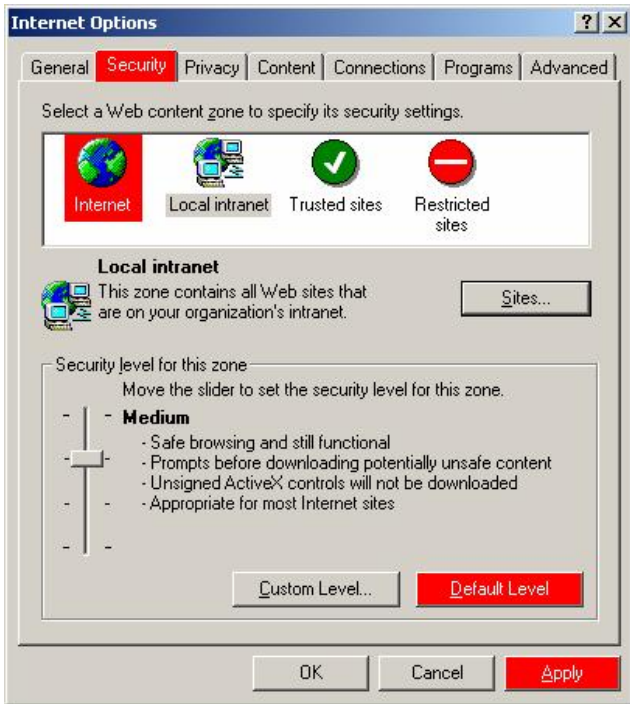 Internet Options
General Security Privacy Content Connections Programs Advanced
Select a Web content zone to specify its security settings.
Internet Local intranet Trusted sites Restricted
sites
Local intranet
This zone contains all Web sites that
are on your organization's intranet.
Sites...
Security level for this zone
Move the slider to set the security level for this zone.
Medium
- Safe browsing and still functional
- Prompts before downloading potentially unsafe content
- Unsigned ActiveX controls will not be downloaded
- Appropriate for most Internet sites
Custom Level... Default Level
OK Cancel Apply